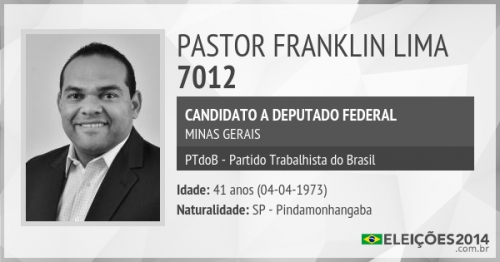 PASTOR FRANKLIN LIMA
7012
CANDIDATO A DEPUTADO FEDERAL
MINAS GERAIS
PTdoB - Partido Trabalhista do Brasil
Idade: 41 anos (04-04-1973)
Naturalidade: SP - Pindamonhangaba
ELEIÇÕES2014
.com.br